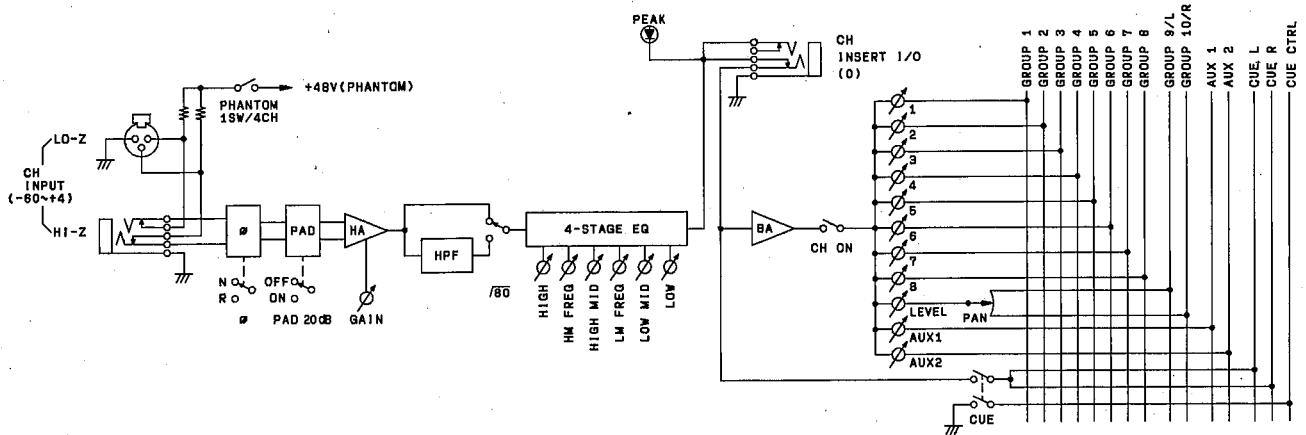 PEAK
CH
INSERT I/O
(0)
GROUP 1
GROUP 2
GROUP 3
GROUP 4
GROUP 5
GROUP 6
GROUP 7
GROUP 8
GROUP 9/L
GROUP 10/R
AUX 1
AUX 2
CUE, L
CUE, R
CUE CTRL
+48V(PHANTOM)
PHANTOM
1SW/4CH
LO-Z
CH
INPUT
(-60~+4)
HI-Z
Ø
PAD
HA
HPF
4-STAGE EQ
BA
CH ON
N
R
Ø
OFF
ON
PAD 20dB
GAIN
/80
HIGH
HM FREQ
HIGH MID
LM FREQ
LOW MID
LOW
1
2
3
4
5
6
7
8
LEVEL
PAN
AUX1
AUX2
CUE